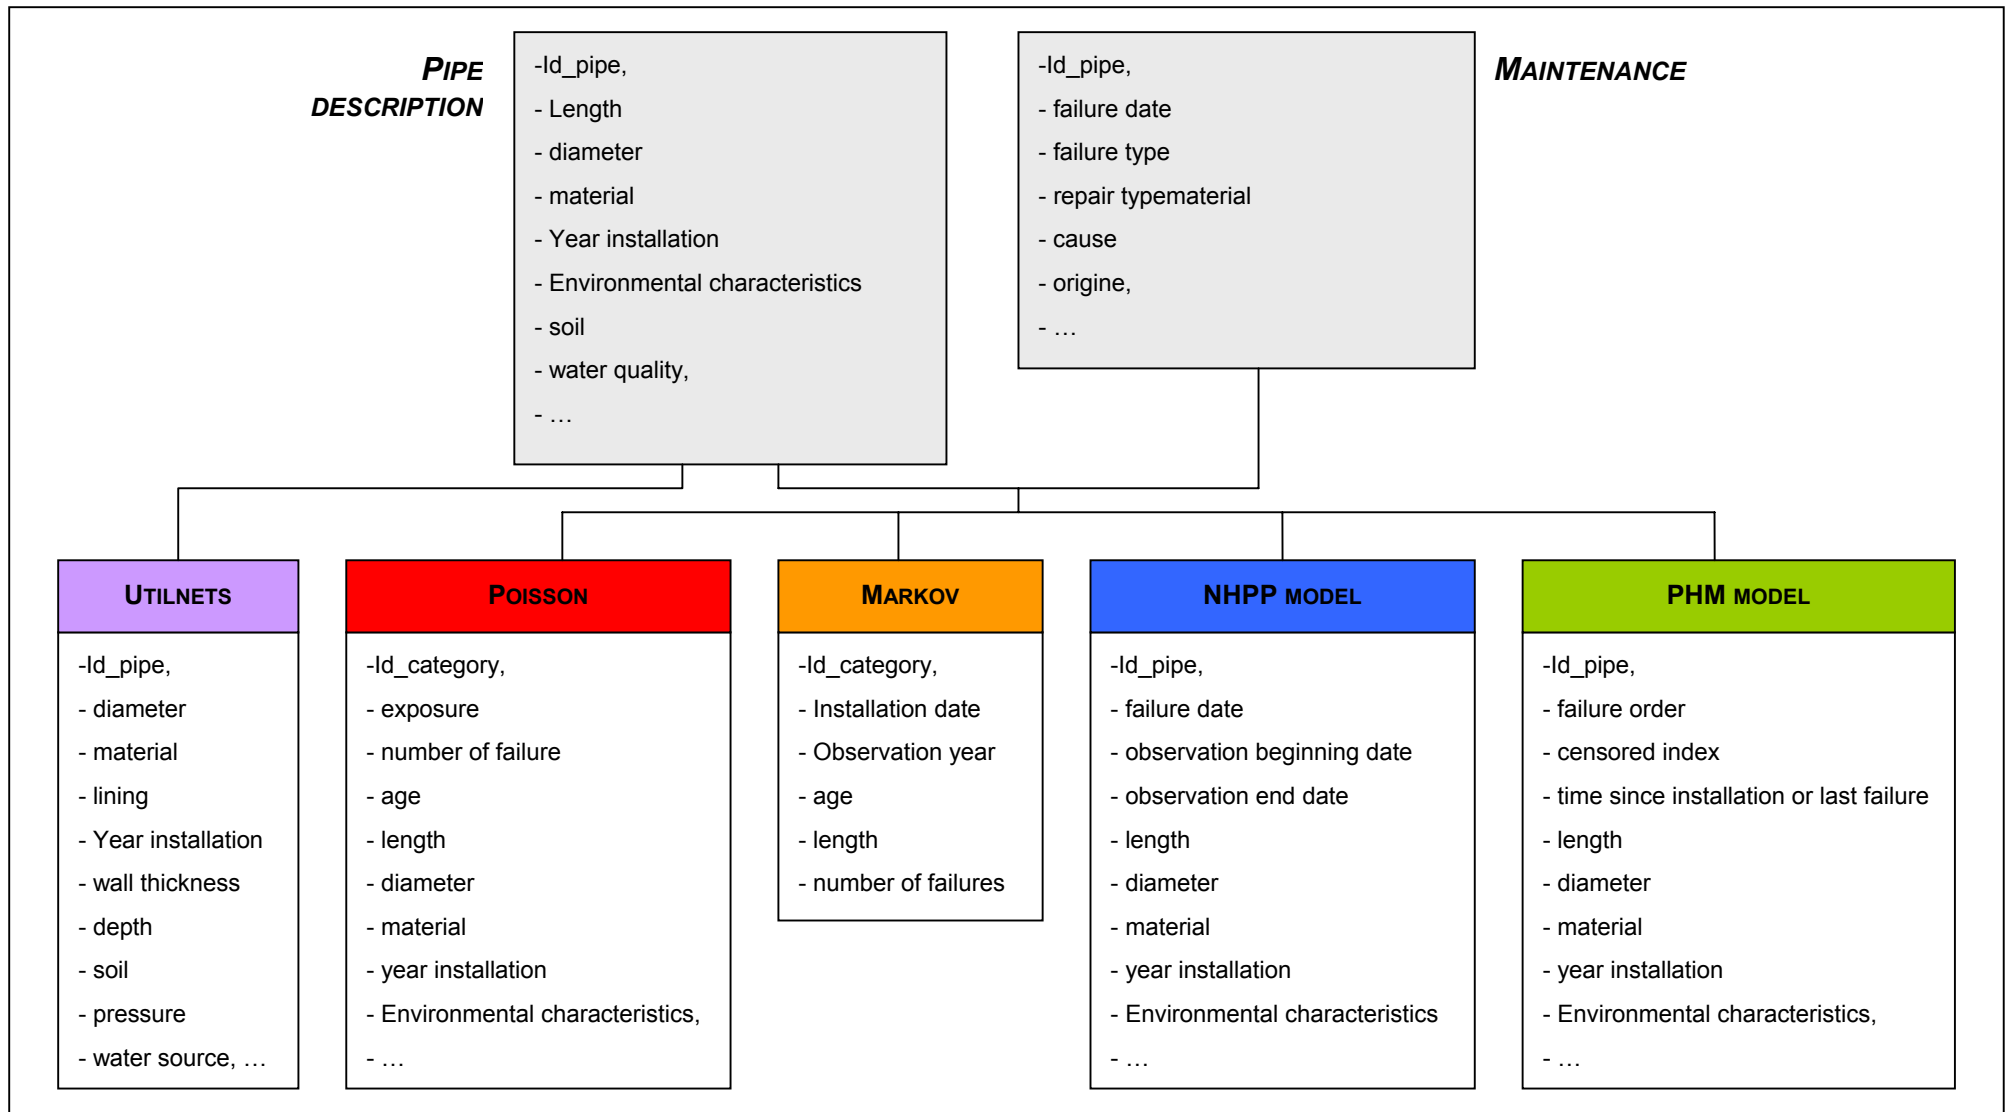 PIPE
DESCRIPTION
-Id_pipe,
- Length
- diameter
- material
- Year installation
- Environmental characteristics
- soil
- water quality,
- …
-Id_pipe,
- failure date
- failure type
- repair typematerial
- cause
- origine,
- …
MAINTENANCE
UTILNETS
-Id_pipe,
- diameter
- material
- lining
- Year installation
- wall thickness
- depth
- soil
- pressure
- water source, …
POISSON
-Id_category,
- exposure
- number of failure
- age
- length
- diameter
- material
- year installation
- Environmental characteristics,
- …
MARKOV
-Id_category,
- Installation date
- Observation year
- age
- length
- number of failures
NHPP MODEL
-Id_pipe,
- failure date
- observation beginning date
- observation end date
- length
- diameter
- material
- year installation
- Environmental characteristics
- …
PHM MODEL
-Id_pipe,
- failure order
- censored index
- time since installation or last failure
- length
- diameter
- material
- year installation
- Environmental characteristics,
- …